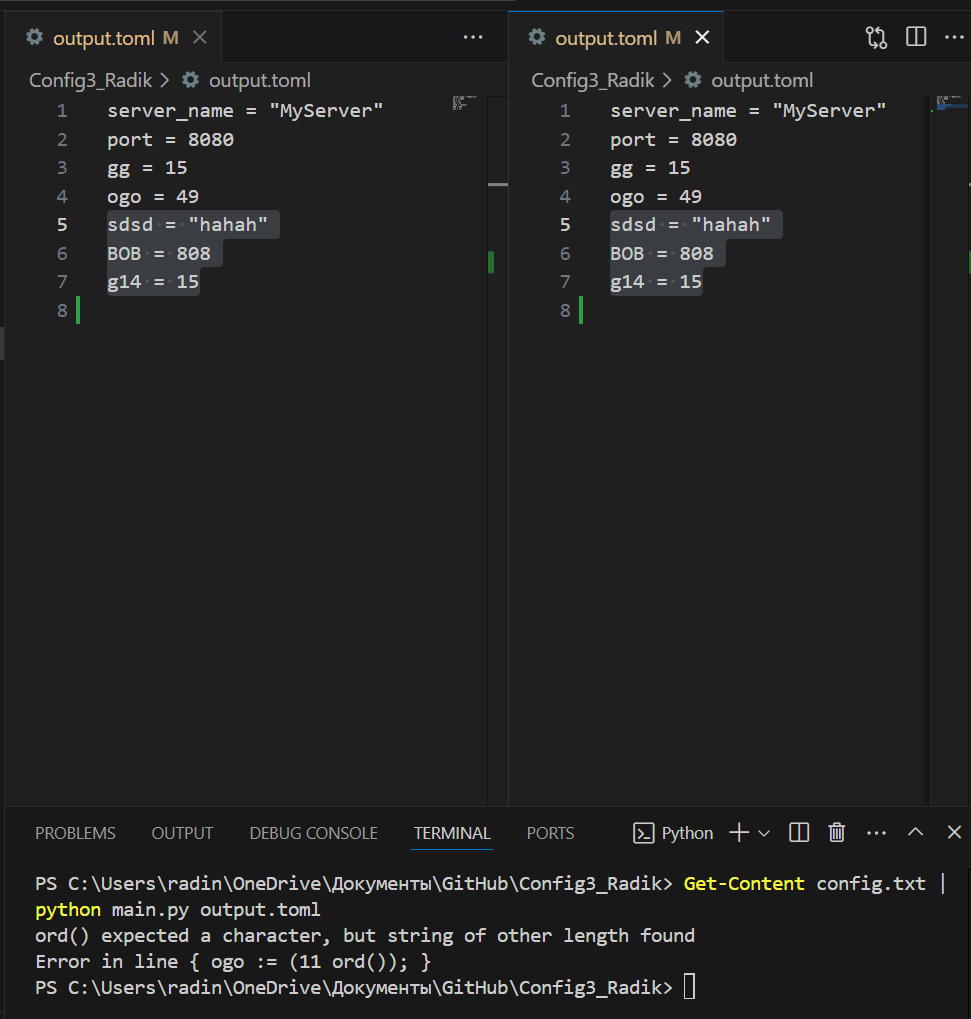 output.toml M
output.toml M
Config3_Radik > output.toml
Config3_Radik > output.toml
1 server_name = "MyServer"
2 port = 8080
3 gg = 15
4 ogo = 49
5 sdsd = "hahah"
6 BOB = 808
7 g14 = 15
8
1 server_name = "MyServer"
2 port = 8080
3 gg = 15
4 ogo = 49
5 sdsd = "hahah"
6 BOB = 808
7 g14 = 15
8
PROBLEMS OUTPUT DEBUG CONSOLE TERMINAL PORTS Python
PS C:\Users\radin\OneDrive\Документы\GitHub\Config3_Radik> Get-Content config.txt |
python main.py output.toml
ord() expected a character, but string of other length found
Error in line { ogo := (11 ord()); }
PS C:\Users\radin\OneDrive\Документы\GitHub\Config3_Radik>